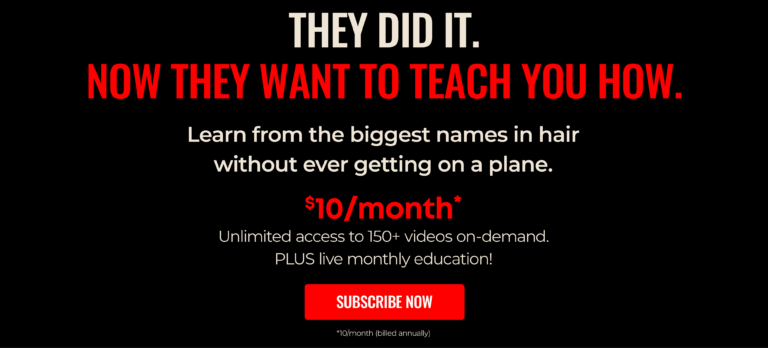 THEY DID IT.
NOW THEY WANT TO TEACH YOU HOW.
Learn from the biggest names in hair
without ever getting on a plane.
$10/month*
Unlimited access to 150+ videos on-demand.
PLUS live monthly education!
SUBSCRIBE NOW
*10/month (billed annually)